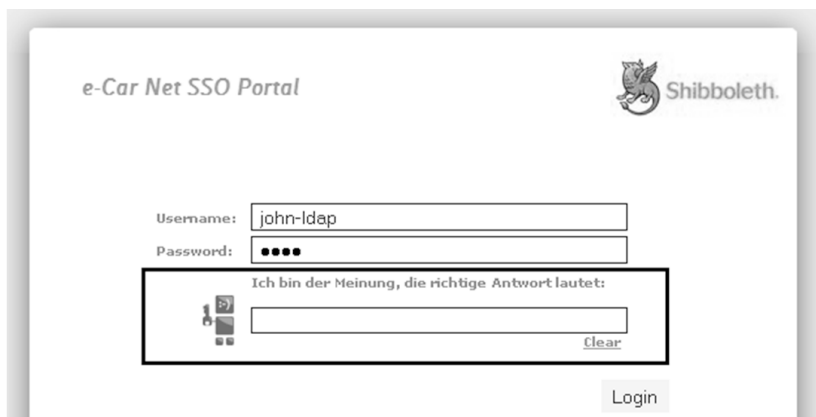 e-Car Net SSO Portal
Shibboleth.
Username: john-ldap
Password: ●●●●
Ich bin der Meinung, die richtige Antwort lautet:
Clear
Login